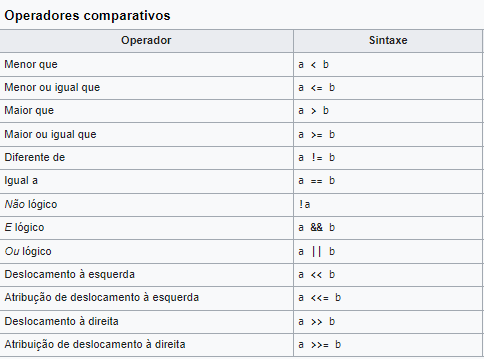 Operadores comparativos
Operador Sintaxe
Menor que a < b
Menor ou igual que a <= b
Maior que a > b
Maior ou igual que a >= b
Diferente de a != b
Igual a a == b
Não lógico !a
E lógico a && b
Ou lógico a || b
Deslocamento à esquerda a << b
Atribução de deslocamento à esquerda a <<= b
Deslocamento à direita a >> b
Atribuição de deslocamento à direita a >>= b